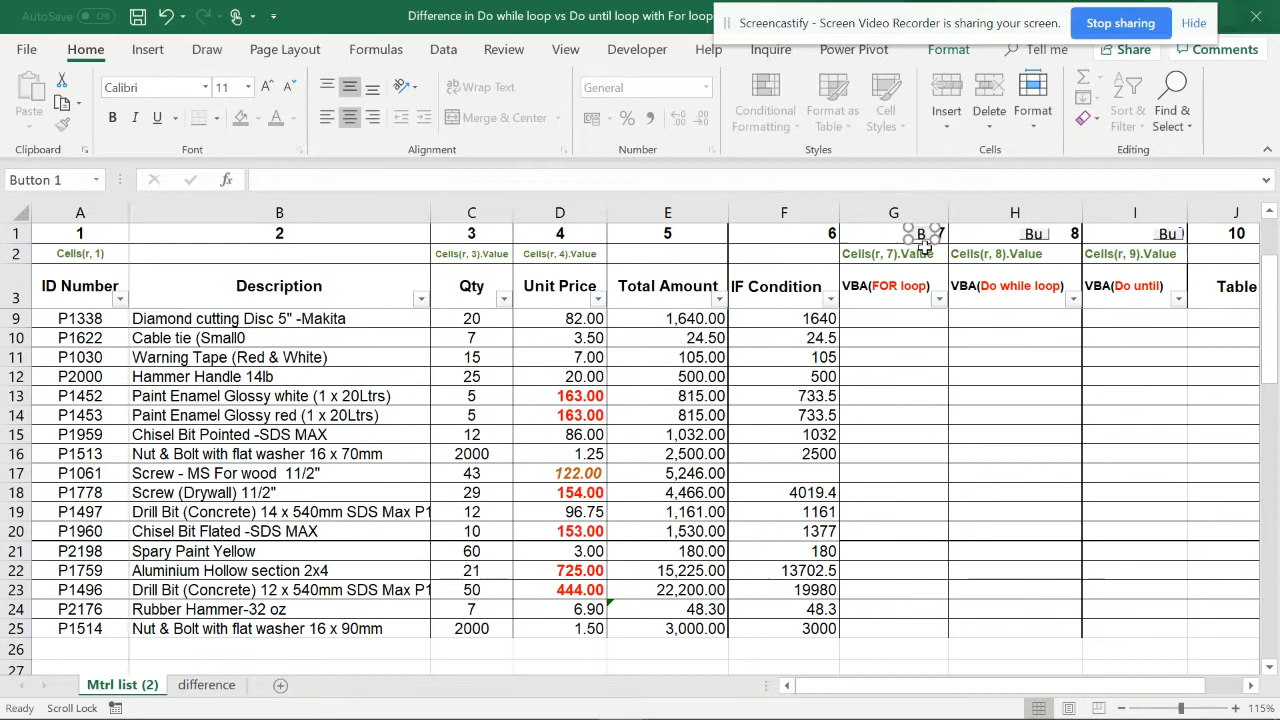 AutoSave Off
Difference in Do while loop vs Do until loop with For loop
Screencastify - Screen Video Recorder is sharing your screen. Stop sharing Hide
File Home Insert Draw Page Layout Formulas Data Review View Developer Help Inquire Power Pivot Format Tell me Share Comments
Paste Calibri 11 Wrap Text General Conditional Format as Cell Insert Delete Format Sort & Find &
B I U Merge & Center Formatting Table Styles Filter Select
Clipboard Font Alignment Number Styles Cells Editing
Button 1 fx
A B C D E F G H I J
1 1 2 3 4 5 6 B 7 Bu 8 Bu 10
2 Cells(r, 1) Cells(r, 3).Value Cells(r, 4).Value Cells(r, 7).Value Cells(r, 8).Value Cells(r, 9).Value
3 ID Number Description Qty Unit Price Total Amount IF Condition VBA(FOR loop) VBA(Do while loop) VBA(Do until) Table
9 P1338 Diamond cutting Disc 5" -Makita 20 82.00 1,640.00 1640
10 P1622 Cable tie (Small0 7 3.50 24.50 24.5
11 P1030 Warning Tape (Red & White) 15 7.00 105.00 105
12 P2000 Hammer Handle 14lb 25 20.00 500.00 500
13 P1452 Paint Enamel Glossy white (1 x 20Ltrs) 5 163.00 815.00 733.5
14 P1453 Paint Enamel Glossy red (1 x 20Ltrs) 5 163.00 815.00 733.5
15 P1959 Chisel Bit Pointed -SDS MAX 12 86.00 1,032.00 1032
16 P1513 Nut & Bolt with flat washer 16 x 70mm 2000 1.25 2,500.00 2500
17 P1061 Screw - MS For wood 11/2" 43 122.00 5,246.00
18 P1778 Screw (Drywall) 11/2" 29 154.00 4,466.00 4019.4
19 P1497 Drill Bit (Concrete) 14 x 540mm SDS Max P1 12 96.75 1,161.00 1161
20 P1960 Chisel Bit Flated -SDS MAX 10 153.00 1,530.00 1377
21 P2198 Spary Paint Yellow 60 3.00 180.00 180
22 P1759 Aluminium Hollow section 2x4 21 725.00 15,225.00 13702.5
23 P1496 Drill Bit (Concrete) 12 x 540mm SDS Max P1 50 444.00 22,200.00 19980
24 P2176 Rubber Hammer-32 oz 7 6.90 48.30 48.3
25 P1514 Nut & Bolt with flat washer 16 x 90mm 2000 1.50 3,000.00 3000
26
27
Mtrl list (2) difference
Ready Scroll Lock 115%